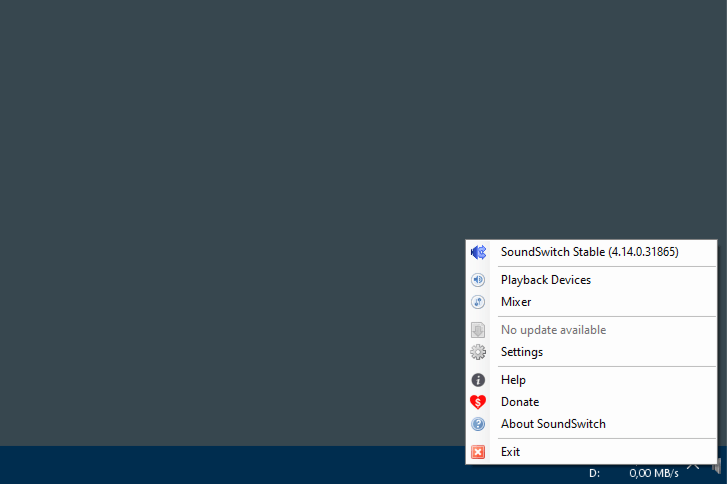 SoundSwitch Stable (4.14.0.31865)
Playback Devices
Mixer
No update available
Settings
Help
Donate
About SoundSwitch
Exit
D: 0,00 MB/s